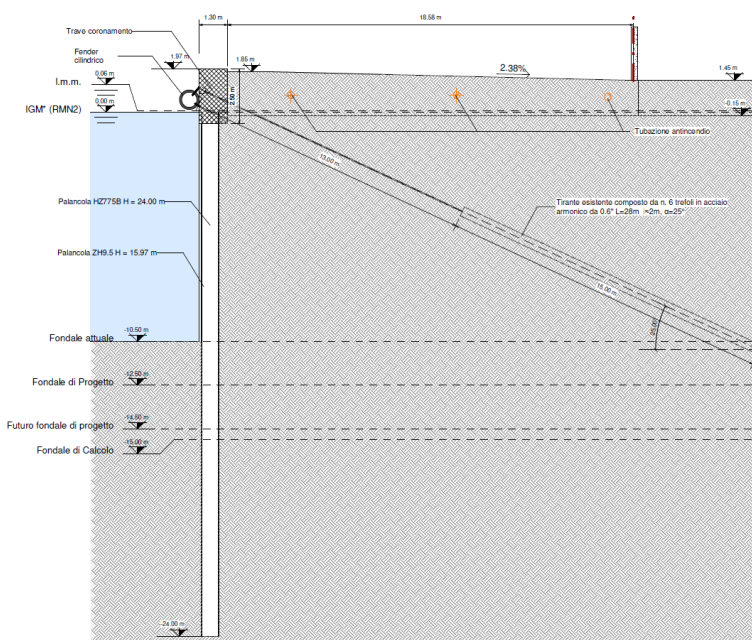 1.30 m
18.58 m
Trave coronamento
Fender
cilindrico
1.97 m
1.85 m
2.38%
1.45 m
l.m.m.
0.06 m
2.50 m
IGM* (RMN2)
0.00 m
-0.15 m
Tubazione antincendio
13.00 m
Palancola HZ775B H = 24.00 m
Tirante esistente composto da n. 6 trefoli in acciaio
armonico da 0.6" L=28m i=2m, α=25°
Palancola ZH9.5 H = 15.97 m
15.00 m
25.00°
Fondale attuale
-10.50 m
Fondale di Progetto
-12.50 m
Futuro fondale di progetto
-14.80 m
Fondale di Calcolo
-15.00 m
-24.00 m